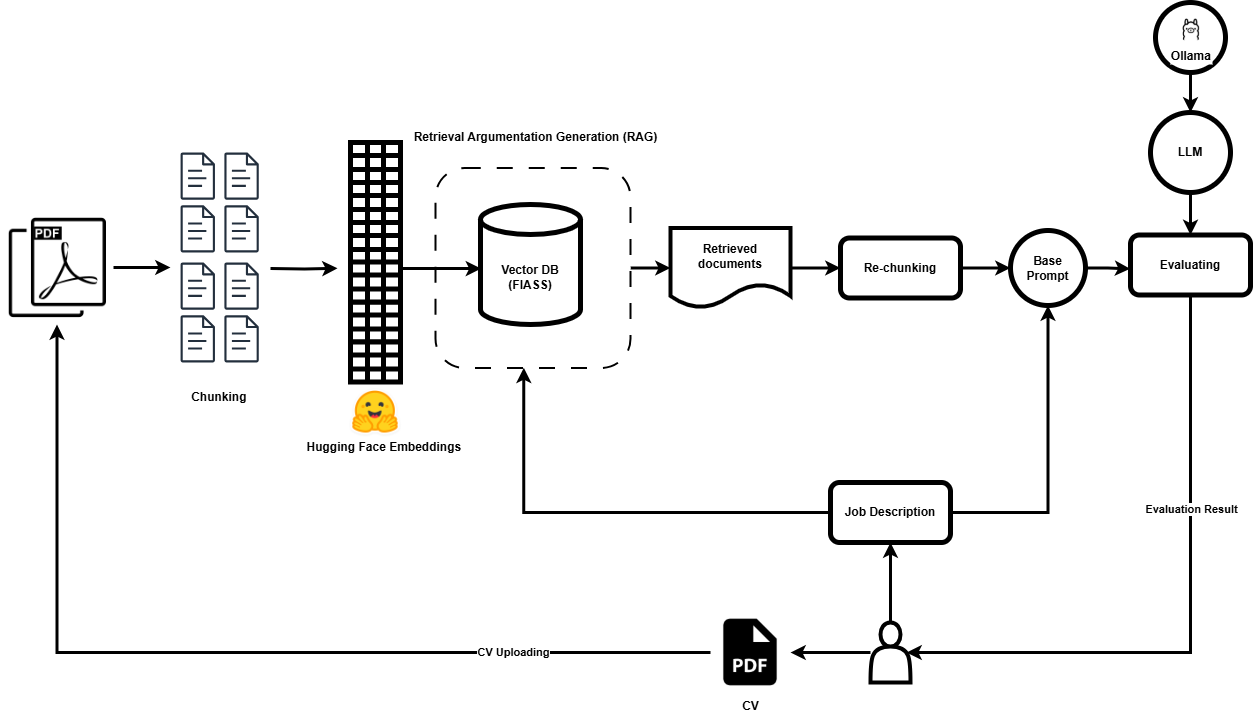 Ollama
LLM
Retrieval Argumentation Generation (RAG)
PDF
Vector DB
(FIASS)
Retrieved
documents
Re-chunking
Base
Prompt
Evaluating
Chunking
Hugging Face Embeddings
Job Description
Evaluation Result
CV Uploading
PDF
CV